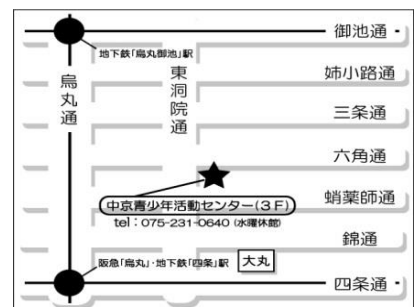 御池通
地下鉄「烏丸御池」駅
烏丸通
東洞院通
姉小路通
三条通
六角通
中京青少年活動センター(3F)
tel:075-231-0640(水曜休館)
蛸薬師通
錦通
阪急「烏丸」・地下鉄「四条」駅
大丸
四条通